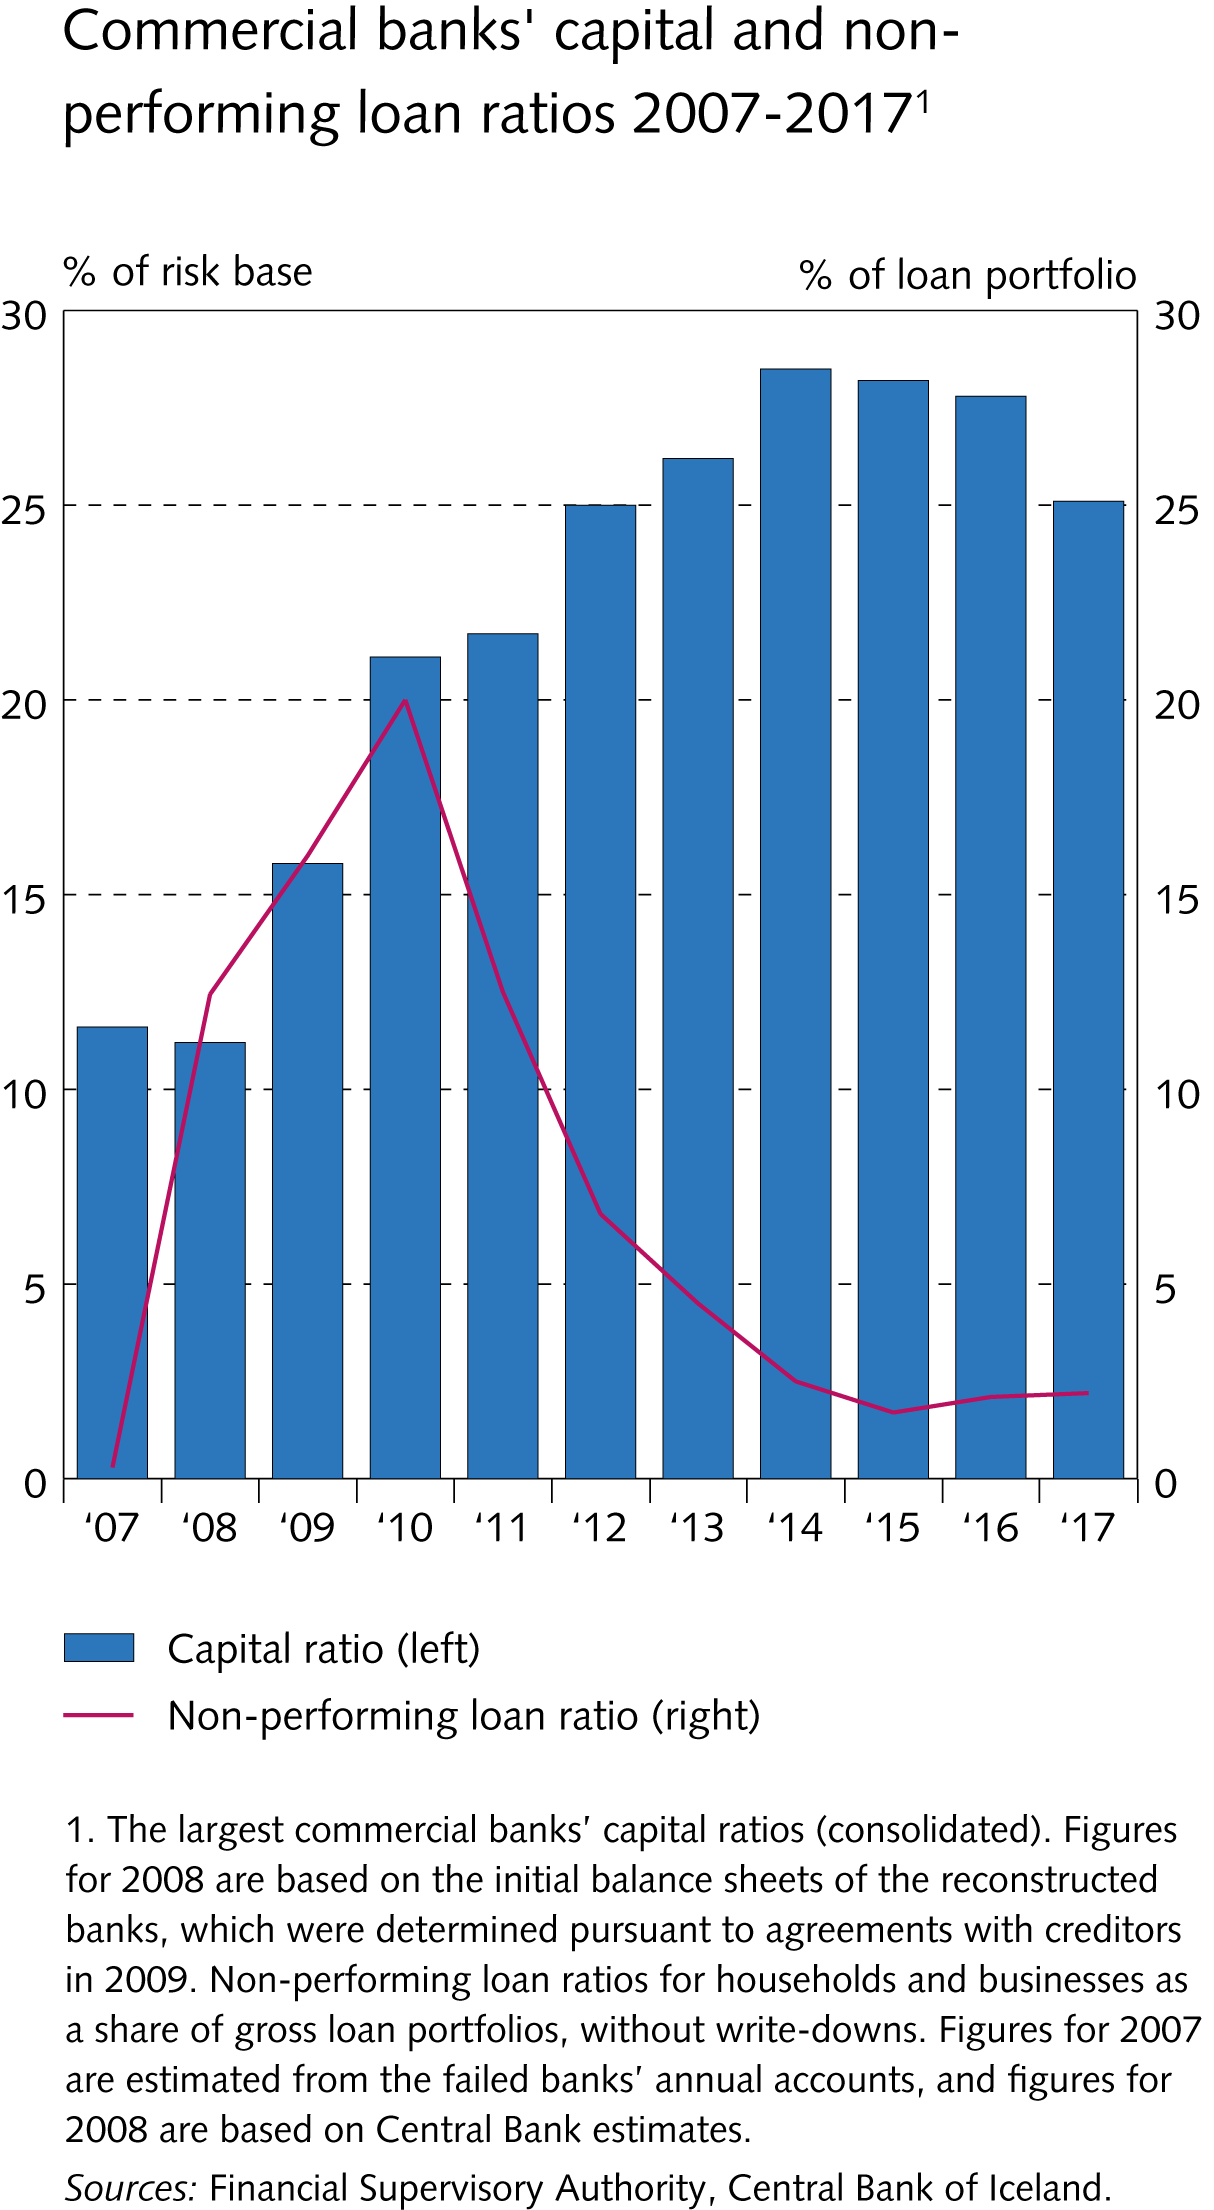 Commercial banks' capital and non-
performing loan ratios 2007-2017¹
% of risk base
% of loan portfolio
30
30
25
25
20
20
15
15
10
10
5
5
0
0
‘07 ‘08 ‘09 ‘10 ‘11 ‘12 ‘13 ‘14 ‘15 ‘16 ‘17
Capital ratio (left)
Non-performing loan ratio (right)
1. The largest commercial banks’ capital ratios (consolidated). Figures
for 2008 are based on the initial balance sheets of the reconstructed
banks, which were determined pursuant to agreements with creditors
in 2009. Non-performing loan ratios for households and businesses as
a share of gross loan portfolios, without write-downs. Figures for 2007
are estimated from the failed banks’ annual accounts, and figures for
2008 are based on Central Bank estimates.
Sources: Financial Supervisory Authority, Central Bank of Iceland.